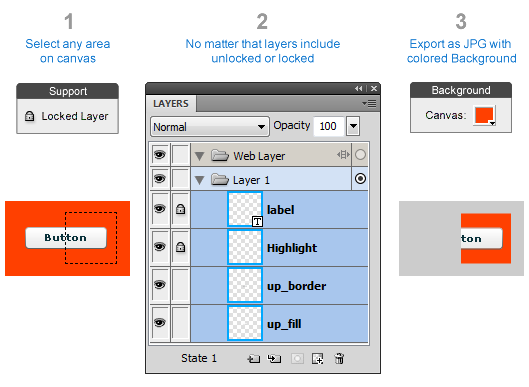 1
Select any area
on canvas
Support
Locked Layer
Button
2
No matter that layers include
unlocked or locked
LAYERS
Normal
Opacity 100
Web Layer
Layer 1
label
T
Highlight
up_border
up_fill
State 1
3
Export as JPG with
colored Background
Background
Canvas:
tton